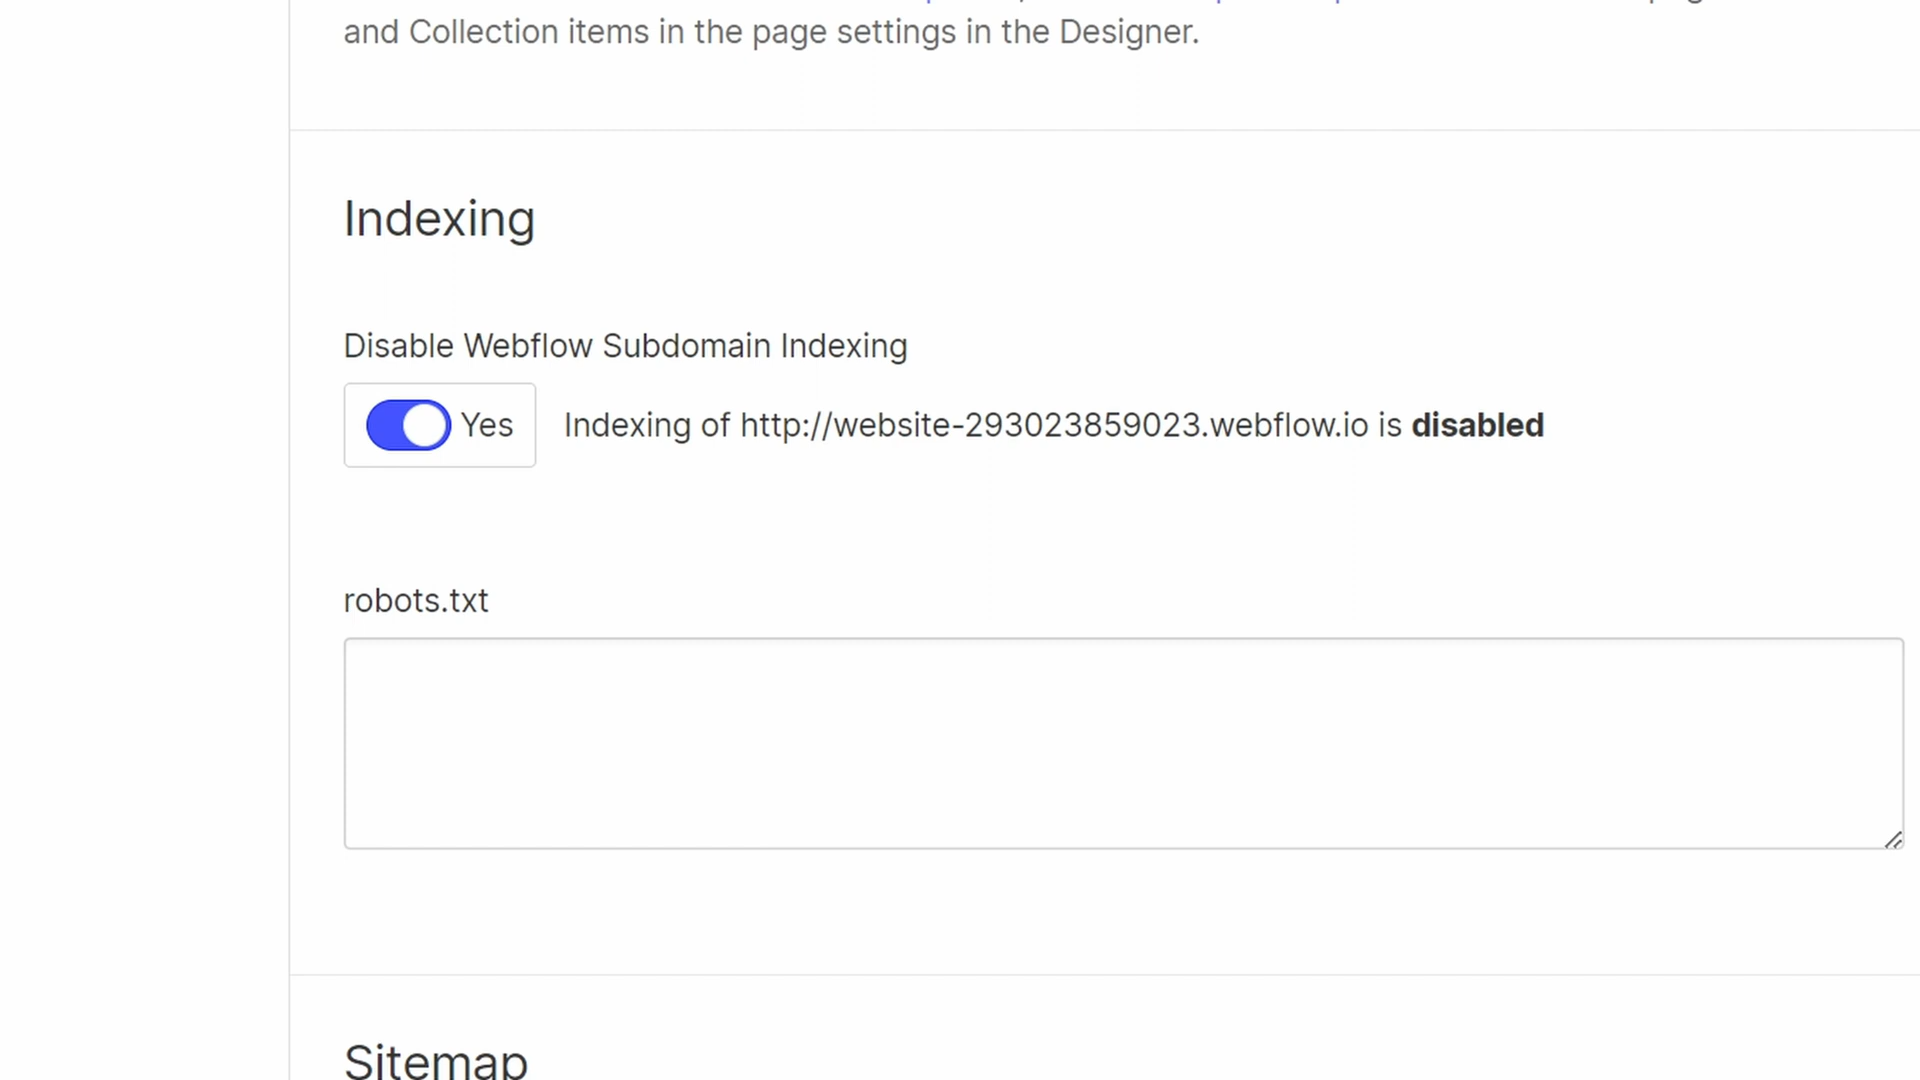 and Collection items in the page settings in the Designer.
Indexing
Disable Webflow Subdomain Indexing
Yes Indexing of http://website-293023859023.webflow.io is disabled
robots.txt
Sitemap